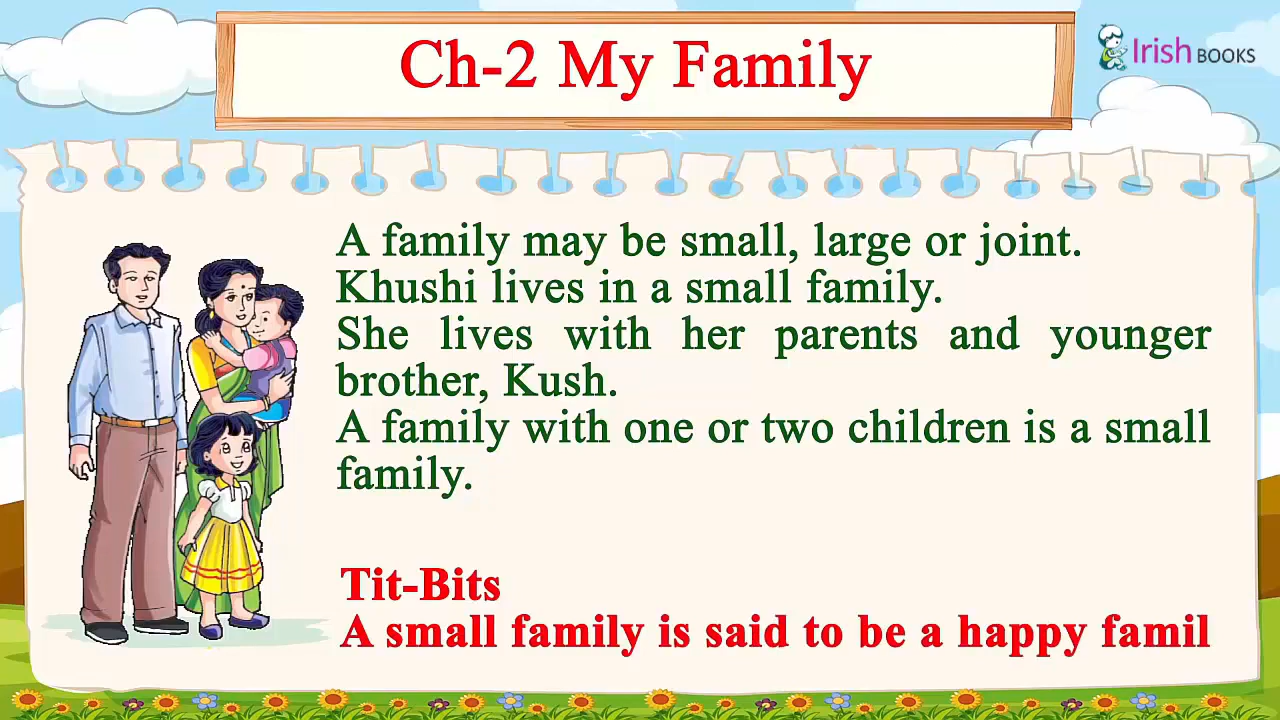 Ch-2 My Family
Irish BOOKS
A family may be small, large or joint.
Khushi lives in a small family.
She lives with her parents and younger
brother, Kush.
A family with one or two children is a small
family.
Tit-Bits
A small family is said to be a happy famil